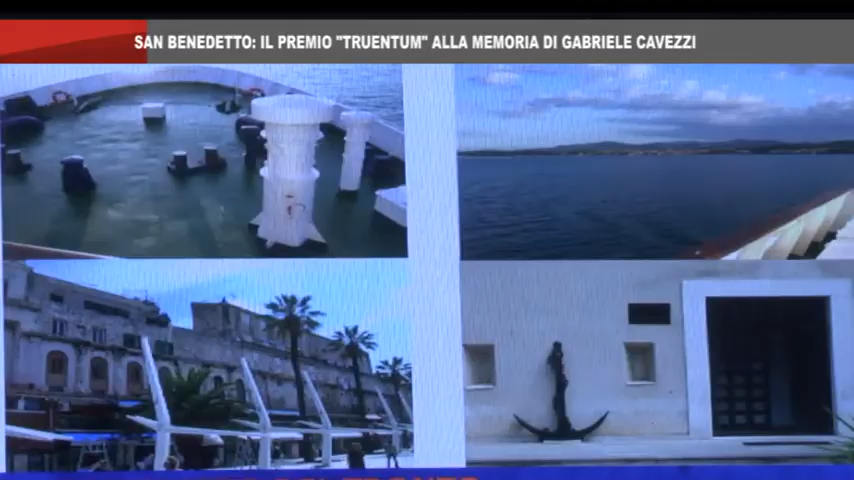 SAN BENEDETTO: IL PREMIO "TRUENTUM" ALLA MEMORIA DI GABRIELE CAVEZZI